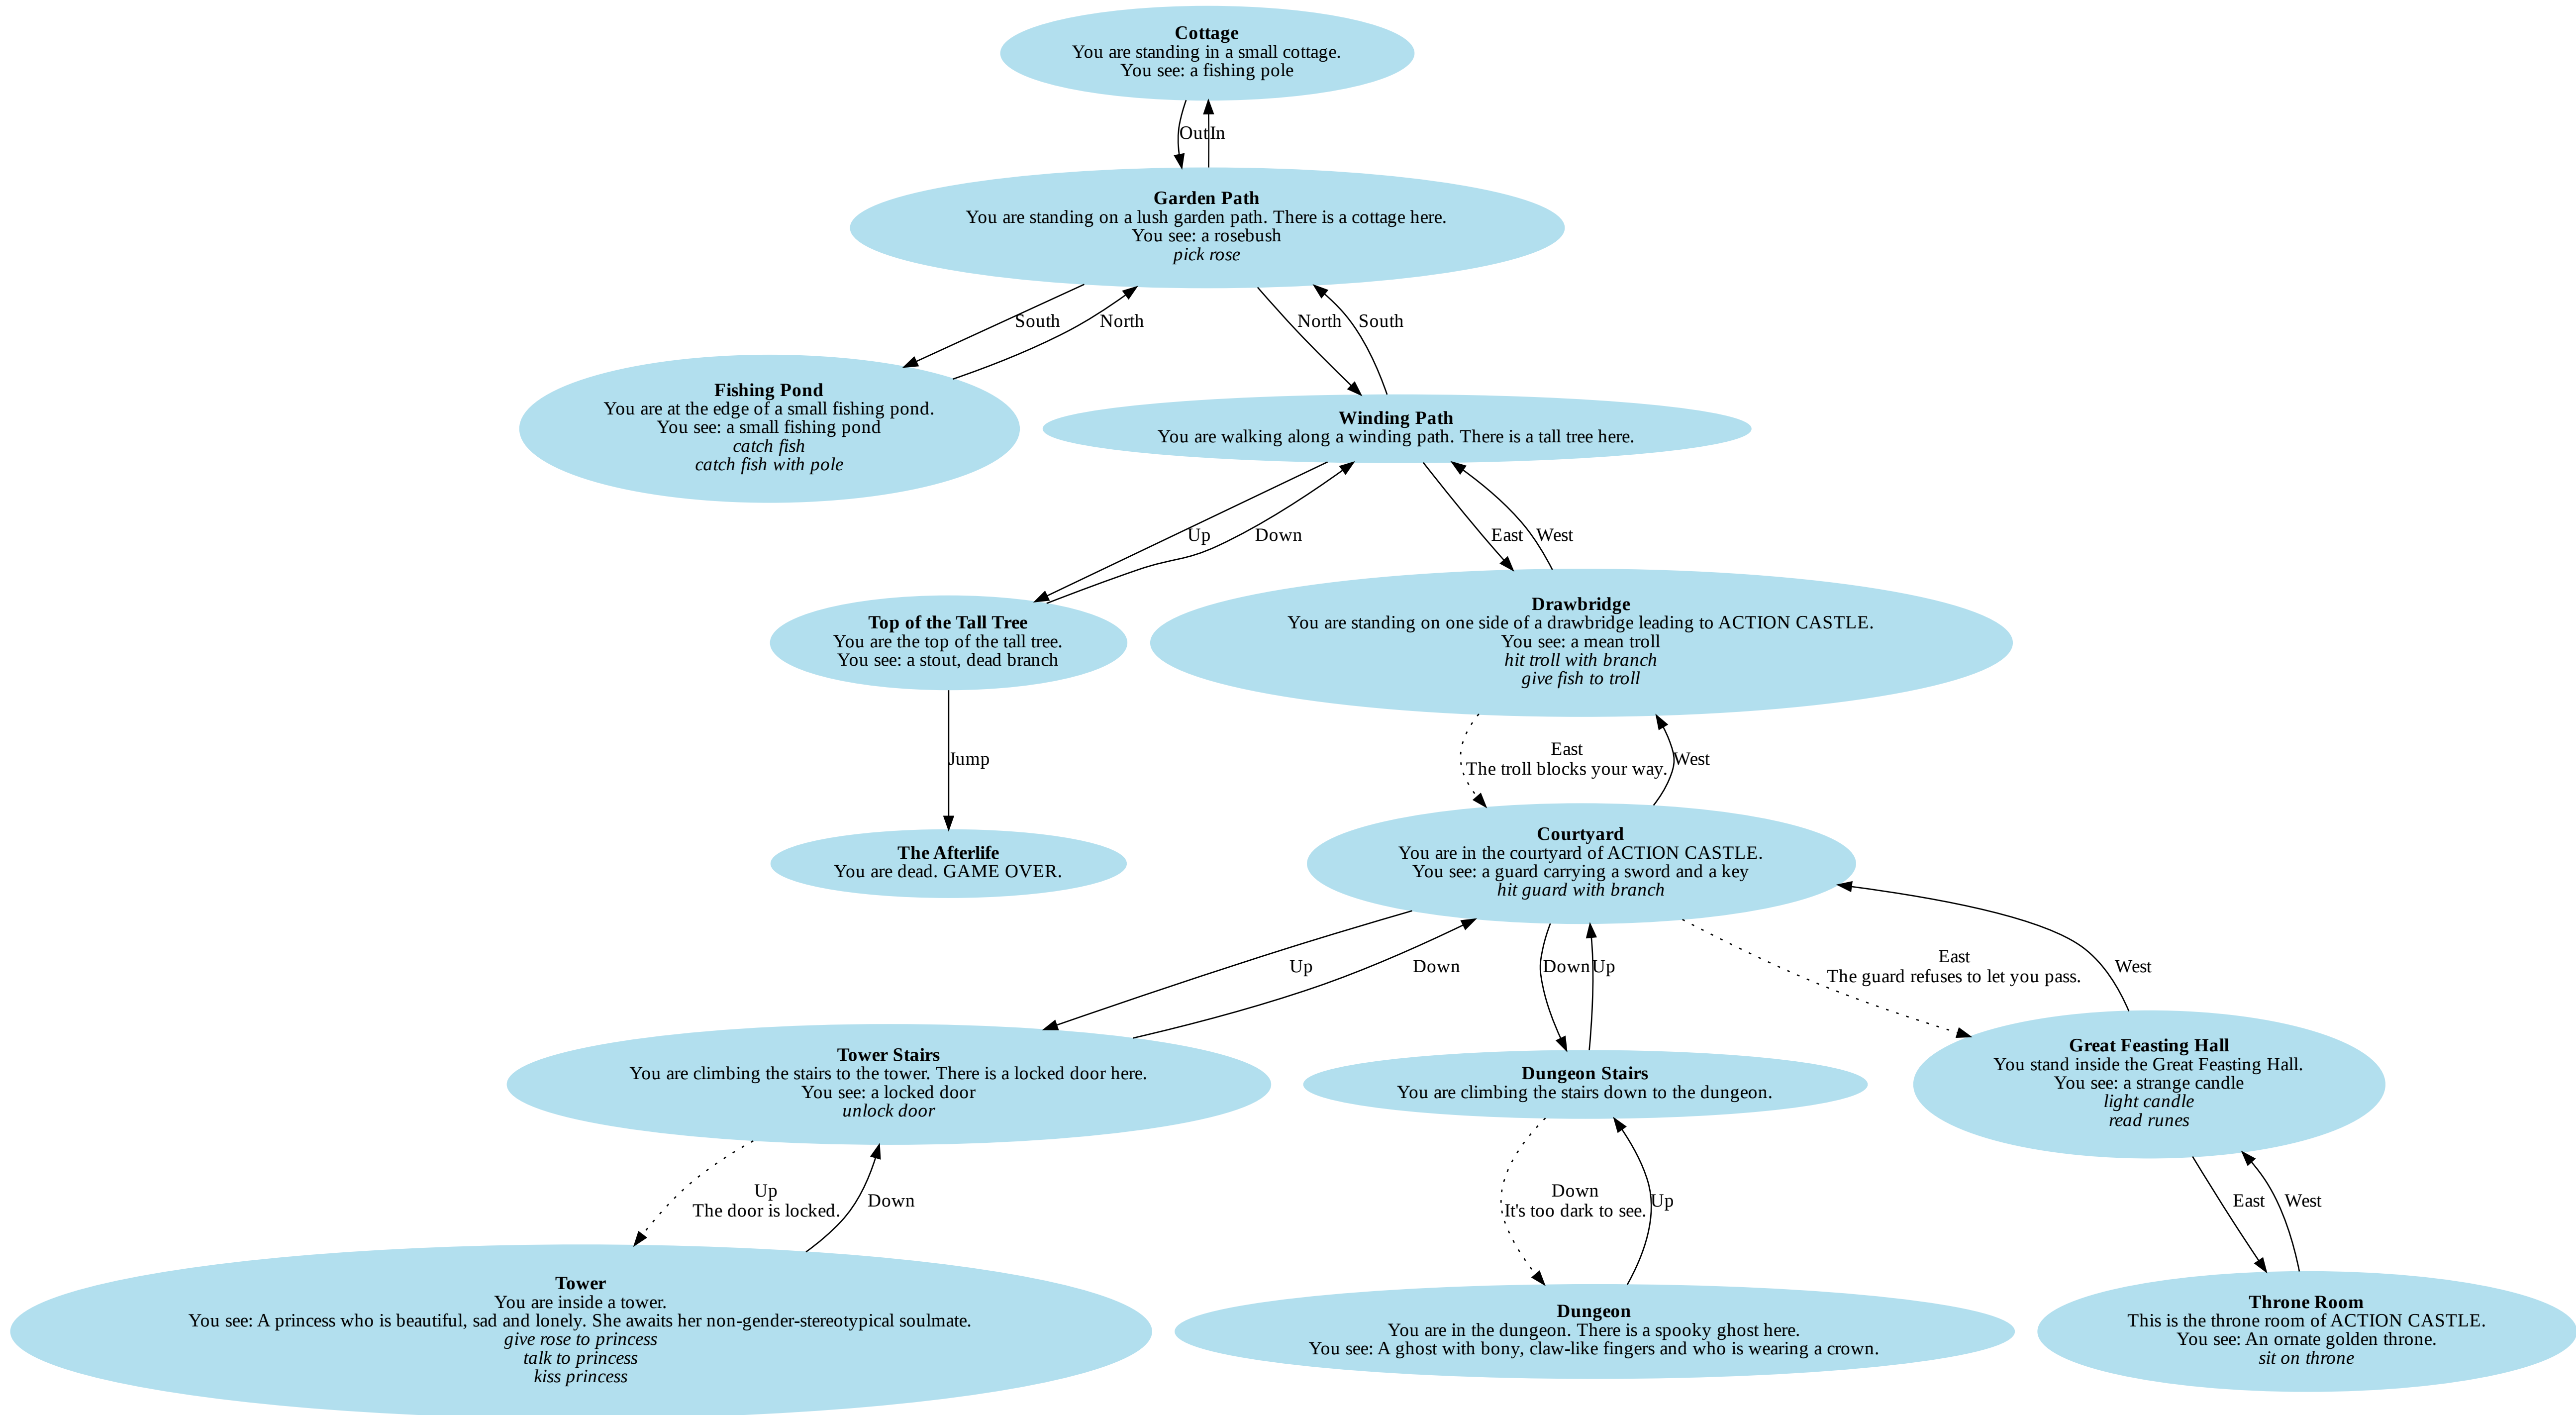 Cottage
You are standing in a small cottage.
You see: a fishing pole
Out
In
Garden Path
You are standing on a lush garden path. There is a cottage here.
You see: a rosebush
pick rose
South
North
North
South
Fishing Pond
You are at the edge of a small fishing pond.
You see: a small fishing pond
catch fish
catch fish with pole
Winding Path
You are walking along a winding path. There is a tall tree here.
Up
Down
East
West
Top of the Tall Tree
You are the top of the tall tree.
You see: a stout, dead branch
Drawbridge
You are standing on one side of a drawbridge leading to ACTION CASTLE.
You see: a mean troll
hit troll with branch
give fish to troll
Jump
East
The troll blocks your way.
West
The Afterlife
You are dead. GAME OVER.
Courtyard
You are in the courtyard of ACTION CASTLE.
You see: a guard carrying a sword and a key
hit guard with branch
Up
Down
Down
Up
East
The guard refuses to let you pass.
West
Tower Stairs
You are climbing the stairs to the tower. There is a locked door here.
You see: a locked door
unlock door
Dungeon Stairs
You are climbing the stairs down to the dungeon.
Great Feasting Hall
You stand inside the Great Feasting Hall.
You see: a strange candle
light candle
read runes
Up
The door is locked.
Down
Down
It's too dark to see.
Up
East
West
Tower
You are inside a tower.
You see: A princess who is beautiful, sad and lonely. She awaits her non-gender-stereotypical soulmate.
give rose to princess
talk to princess
kiss princess
Dungeon
You are in the dungeon. There is a spooky ghost here.
You see: A ghost with bony, claw-like fingers and who is wearing a crown.
Throne Room
This is the throne room of ACTION CASTLE.
You see: An ornate golden throne.
sit on throne